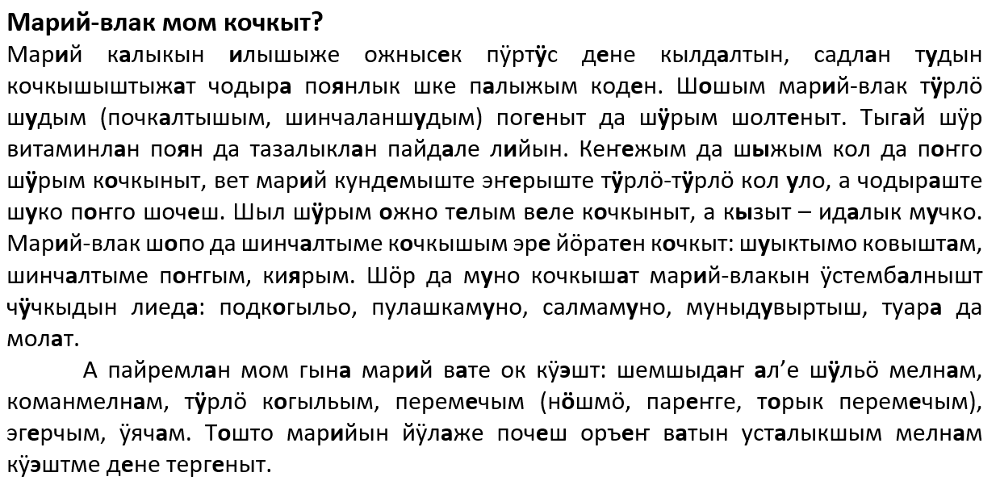 Марий-влак мом кочкыт?
Марий калыкын илышыже ожнысек пӱртӱс дене кылдалтын, садлан тудын
кочкышыштыжат чодыра поянлык шке палыжым коден. Шошым марий-влак тӱрлӧ
шудым (почкалтышым, шинчаланшудым) погеныт да шӱрым шолтеныт. Тыгай шӱр
витаминлан поян да тазалыклан пайдале лийын. Кеҥежым да шыжым кол да поҥго
шӱрым кочкыныт, вет марий кундемыште эҥерыште тӱрлӧ-тӱрлӧ кол уло, а чодыраште
шуко поҥго шочеш. Шыл шӱрым ожно телым веле кочкыныт, а кызыт – идалык мучко.
Марий-влак шопо да шинчалтыме кочкышым эре йӧратен кочкыт: шуыктымо ковыштам,
шинчалтыме поҥгым, киярым. Шӧр да муно кочкышат марий-влакын ӱстембалнышт
чӱчкыдын лиеда: подкогыльо, пулашкамуно, салмамуно, муныдувыртыш, туара да
молат.
А пайремлан мом гына марий вате ок кӱэшт: шемшыдаҥ ал’е шӱльӧ мелнам,
команмелнам, тӱрлӧ когыльым, перемечым (нӧшмӧ, пареҥге, торык перемечым),
эгерчым, ӱячам. Тошто марийын йӱлаже почеш оръеҥ ватын усталыкшым мелнам
кӱэштме дене тергеныт.